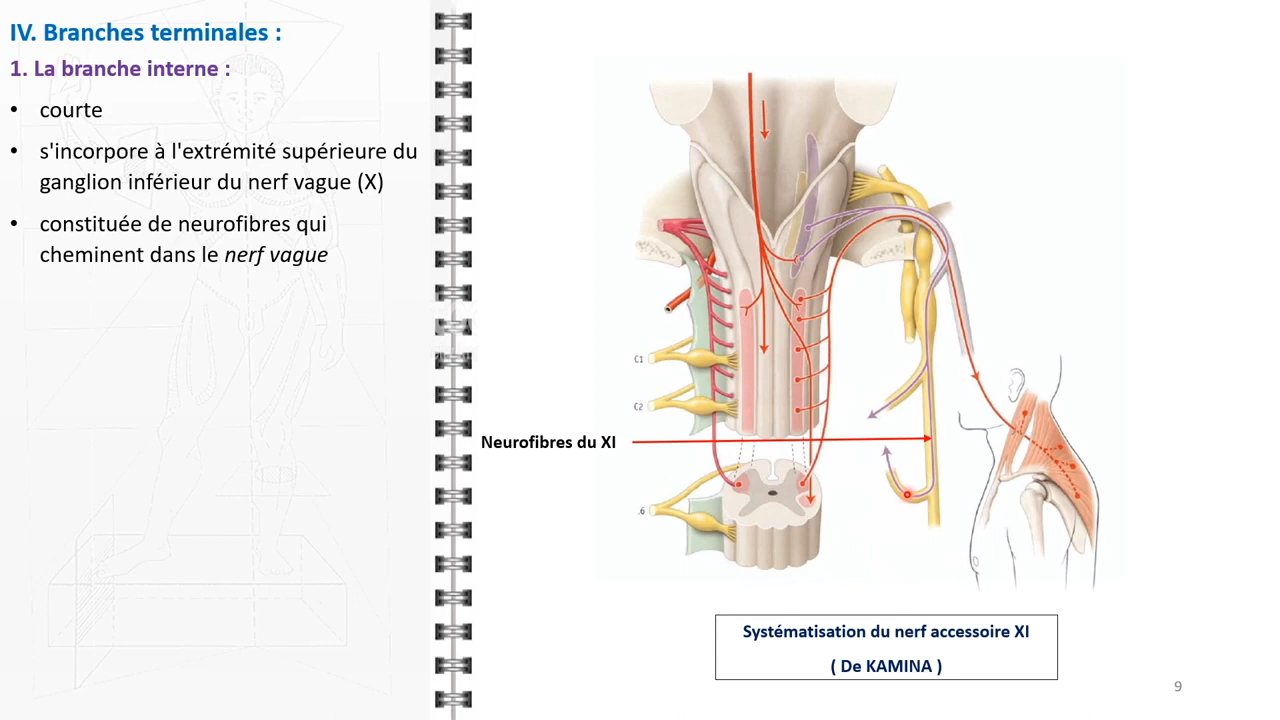 IV. Branches terminales :
1. La branche interne :
• courte
• s'incorpore à l'extrémité supérieure du
ganglion inférieur du nerf vague (X)
• constituée de neurofibres qui
cheminent dans le nerf vague
C1
C2
Neurofibres du XI
.6
Systématisation du nerf accessoire XI
( De KAMINA )
9